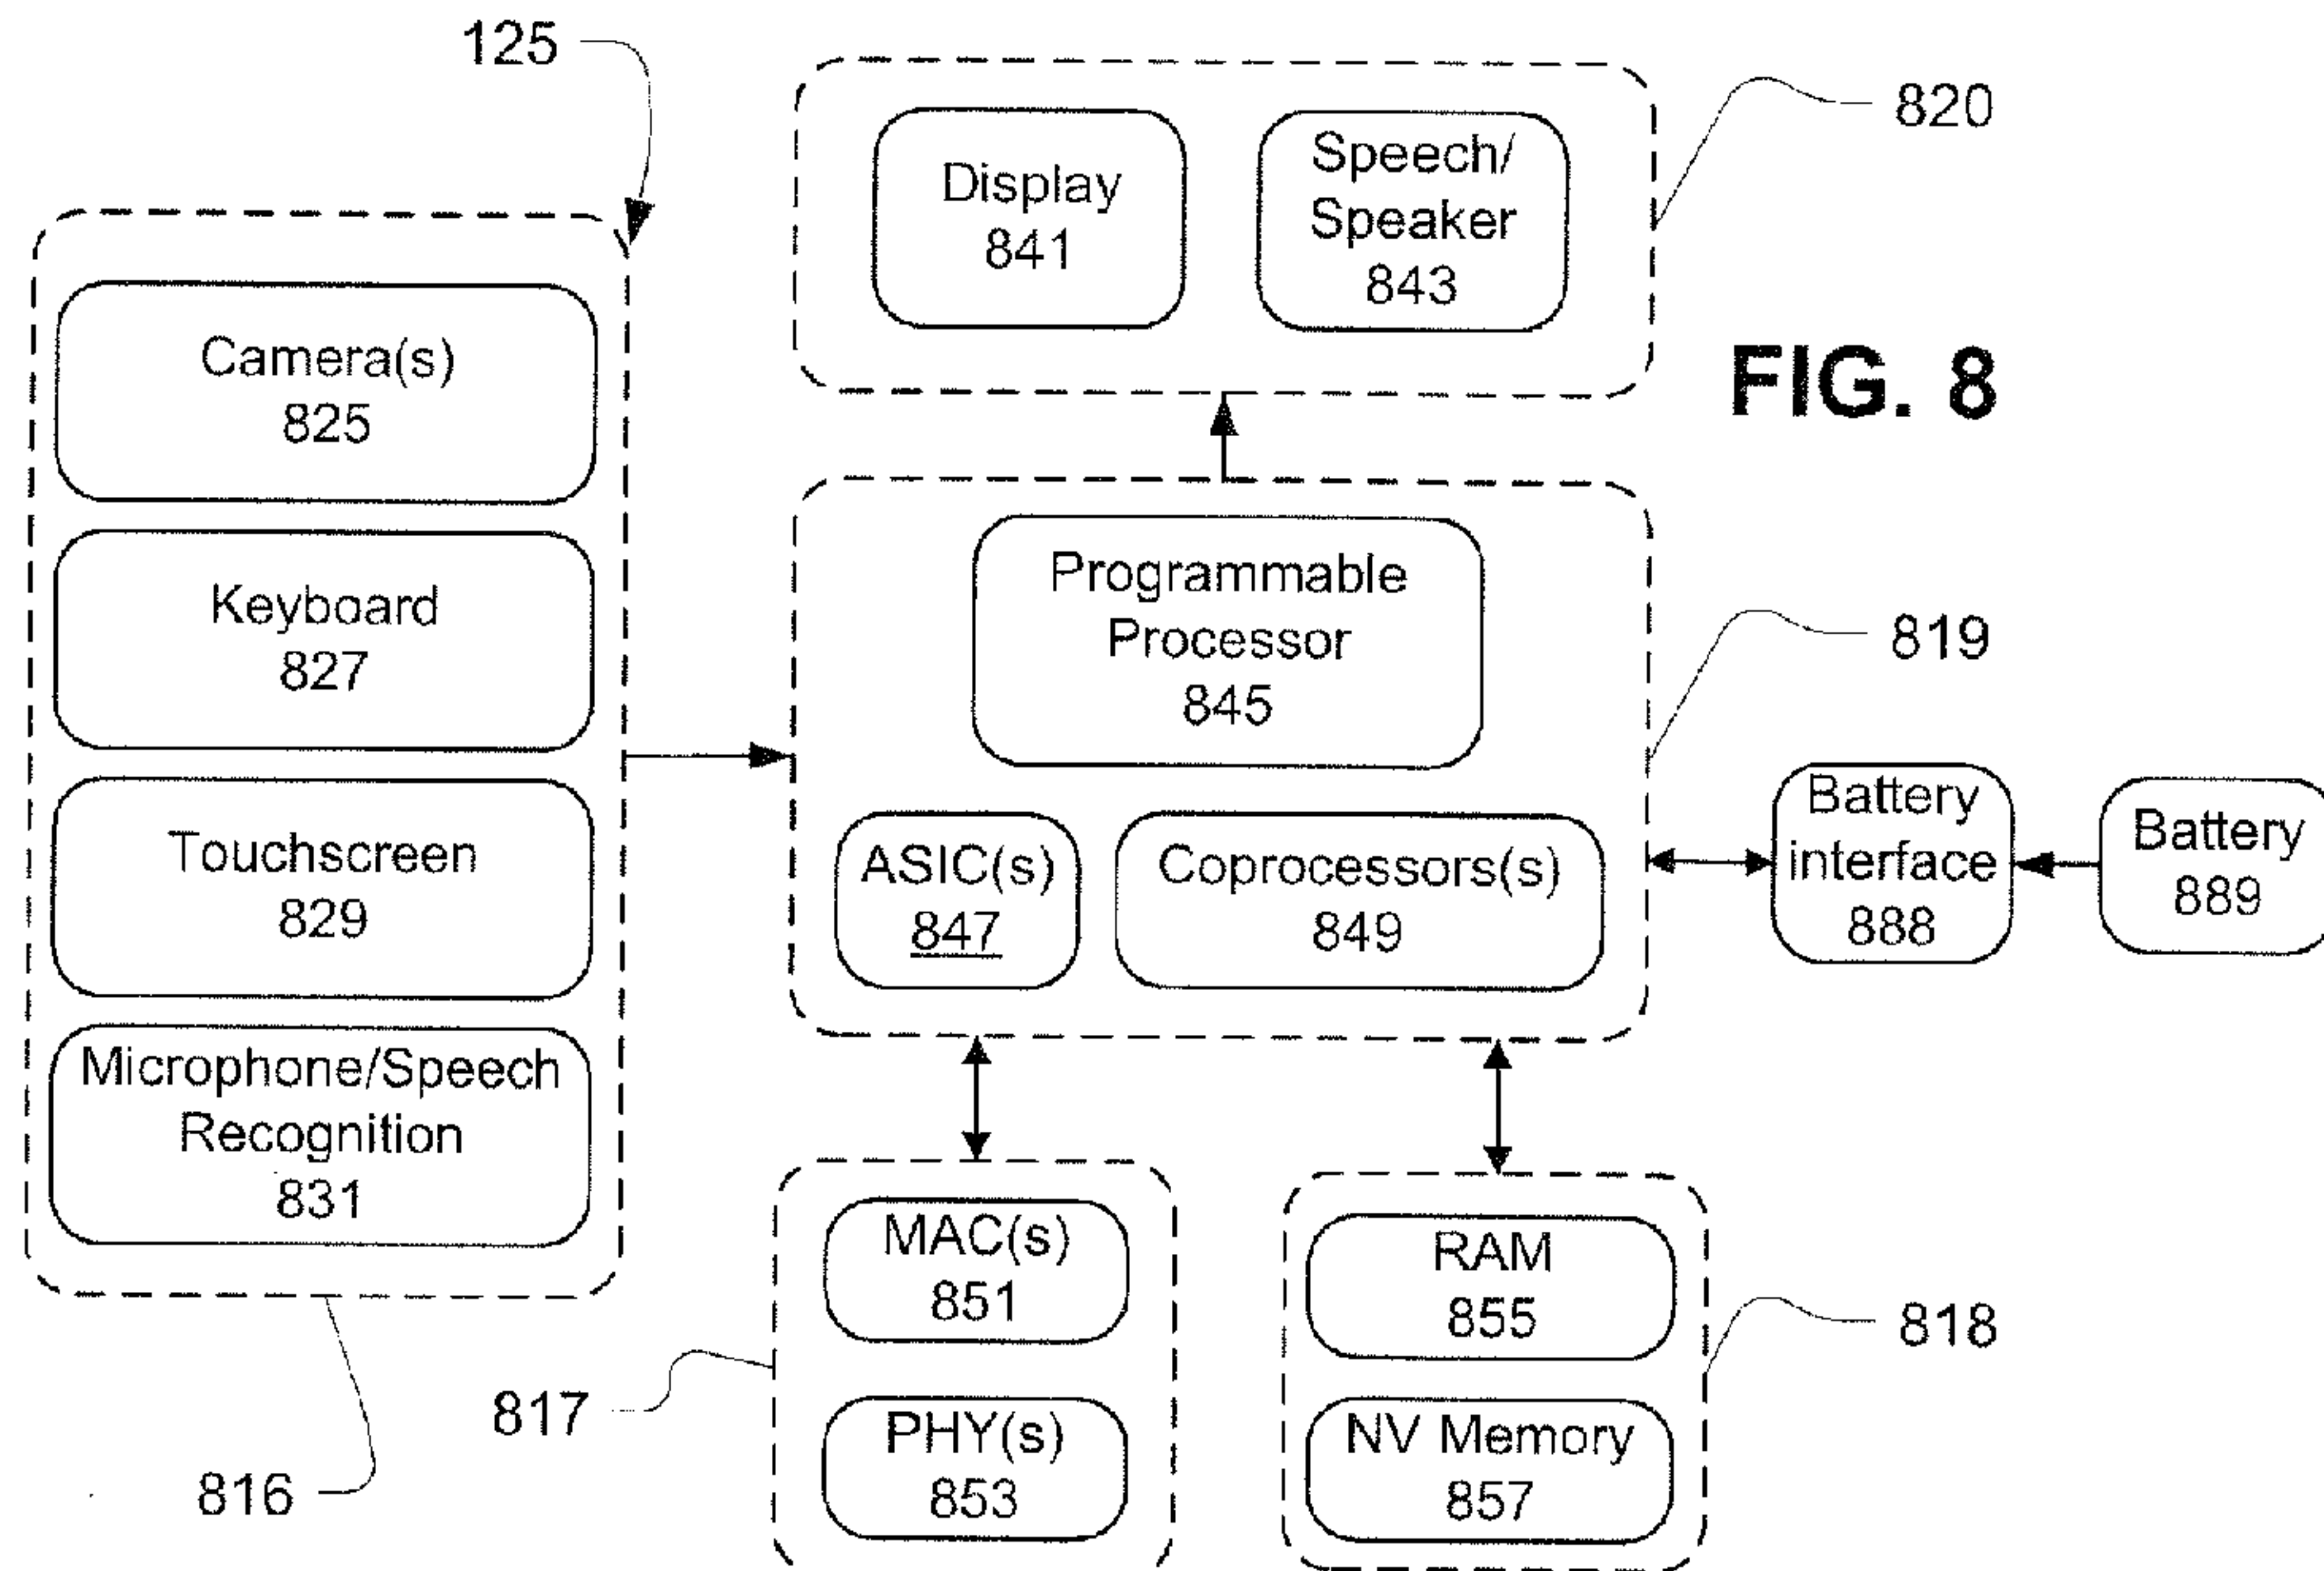 125
820
Display
841
Speech/
Speaker
843
FIG. 8
Camera(s)
825
Keyboard
827
Touchscreen
829
Microphone/Speech
Recognition
831
816
Programmable
Processor
845
819
ASIC(s)
847
Coprocessors(s)
849
Battery
interface
888
Battery
889
MAC(s)
851
PHY(s)
853
817
RAM
855
NV Memory
857
818